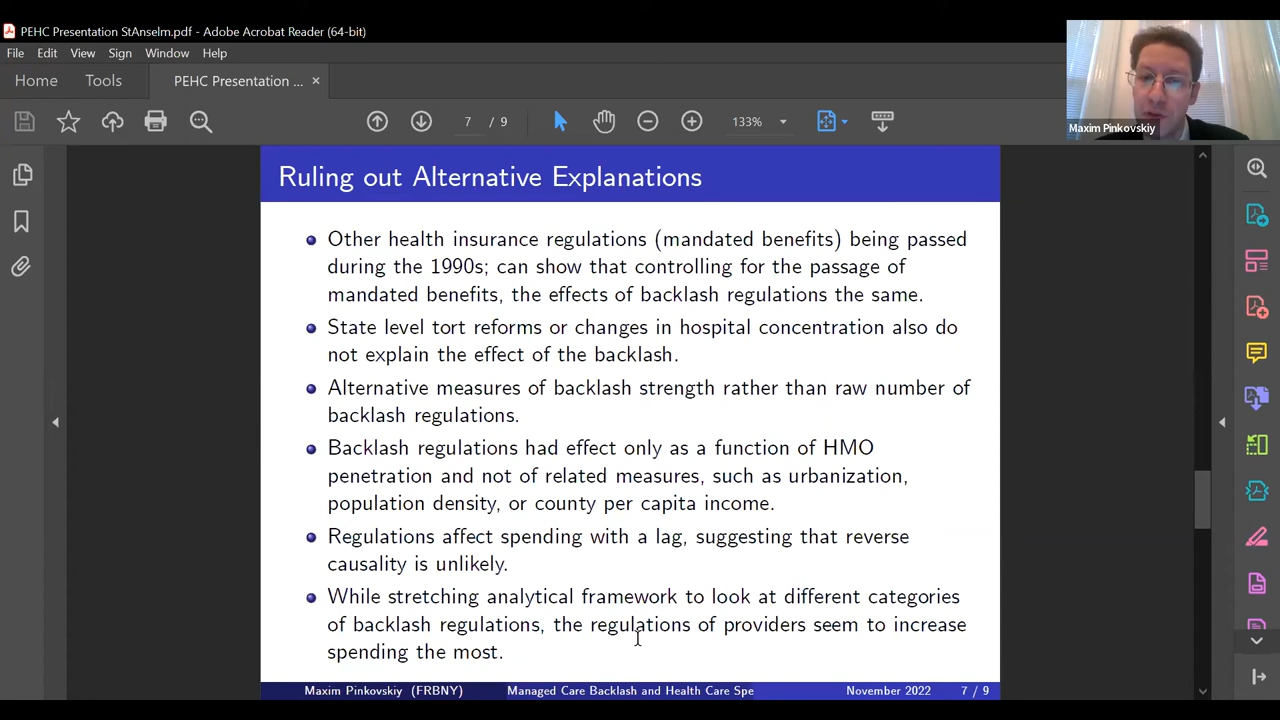 PEHC Presentation StAnselm.pdf - Adobe Acrobat Reader (64-bit)
File Edit View Sign Window Help
Home Tools PEHC Presentation ... ×
7 / 9 133%
Maxim Pinkovskiy
Ruling out Alternative Explanations
Other health insurance regulations (mandated benefits) being passed
during the 1990s; can show that controlling for the passage of
mandated benefits, the effects of backlash regulations the same.
State level tort reforms or changes in hospital concentration also do
not explain the effect of the backlash.
Alternative measures of backlash strength rather than raw number of
backlash regulations.
Backlash regulations had effect only as a function of HMO
penetration and not of related measures, such as urbanization,
population density, or county per capita income.
Regulations affect spending with a lag, suggesting that reverse
causality is unlikely.
While stretching analytical framework to look at different categories
of backlash regulations, the regulations of providers seem to increase
spending the most.
Maxim Pinkovskiy (FRBNY) Managed Care Backlash and Health Care Spe November 2022 7 / 9